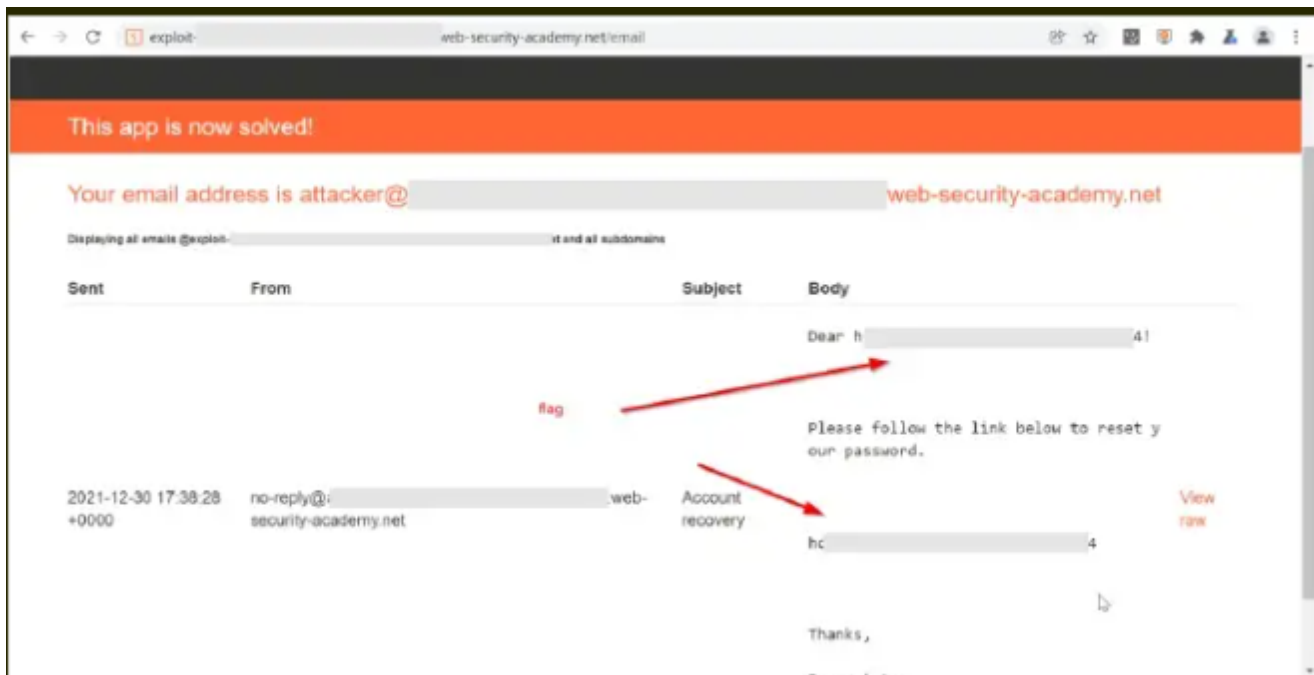 exploit-
web-security-academy.net/email
This app is now solved!
Your email address is attacker@
web-security-academy.net
Displaying all emails @exploit-
and all subdomains
Sent From Subject Body
Dear h
4!
flag
Please follow the link below to reset y
our password.
2021-12-30 17:38:28 no-reply@ web- Account View
+0000 security-academy.net recovery raw
hc
4
Thanks,